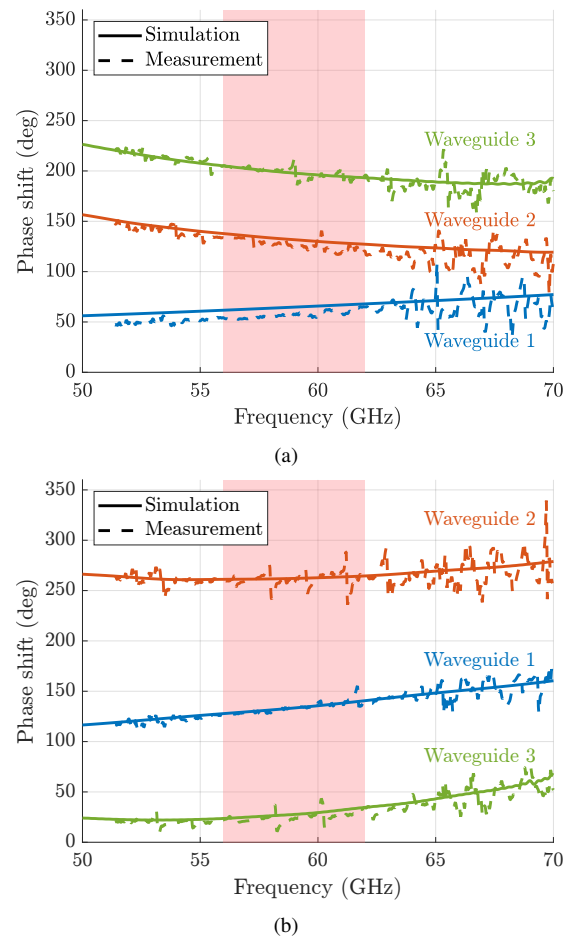 350
300
250
200
150
100
50
0
Phase shift (deg)
Simulation
Measurement
Waveguide 3
Waveguide 2
Waveguide 1
50 55 60 65 70
Frequency (GHz)
(a)
350
300
250
200
150
100
50
0
Phase shift (deg)
Simulation
Measurement
Waveguide 2
Waveguide 1
Waveguide 3
50 55 60 65 70
Frequency (GHz)
(b)